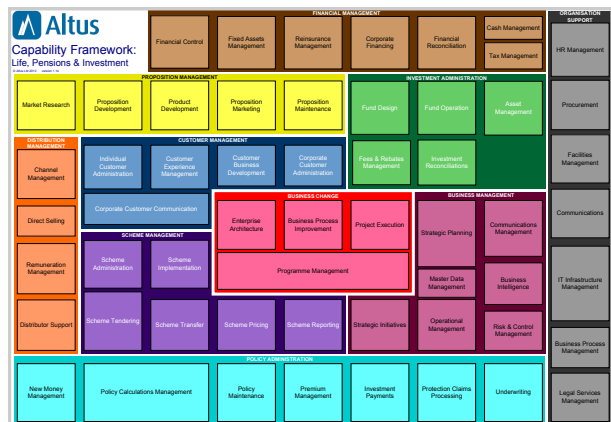 Altus
Capability Framework:
Life, Pensions & Investment
FINANCIAL MANAGEMENT
Financial Control
Fixed Assets
Management
Reinsurance
Management
Corporate
Financing
Financial
Reconciliation
Cash Management
Tax Management
ORGANISATION
SUPPORT
HR Management
Procurement
Facilities
Management
Communications
IT Infrastructure
Management
Business Process
Management
Legal Services
Management
PROPOSITION MANAGEMENT
Market Research
Proposition
Development
Product
Development
Proposition
Marketing
Proposition
Maintenance
INVESTMENT ADMINISTRATION
Fund Design
Fund Operation
Asset
Management
Fees & Rebates
Management
Investment
Reconciliations
DISTRIBUTION
MANAGEMENT
Channel
Management
Direct Selling
Remuneration
Management
Distributor Support
CUSTOMER MANAGEMENT
Individual
Customer
Administration
Customer
Experience
Management
Customer
Business
Development
Corporate
Customer
Administration
Corporate Customer Communication
BUSINESS CHANGE
Enterprise
Architecture
Business Process
Improvement
Project Execution
Programme Management
BUSINESS MANAGEMENT
Strategic Planning
Communications
Management
Master Data
Management
Business
Intelligence
Strategic Initiatives
Operational
Management
Risk & Control
Management
SCHEME MANAGEMENT
Scheme
Administration
Scheme
Implementation
Scheme Tendering
Scheme Transfer
Scheme Pricing
Scheme Reporting
POLICY ADMINISTRATION
New Money
Management
Policy Calculations Management
Policy
Maintenance
Premium
Management
Investment
Payments
Protection Claims
Processing
Underwriting